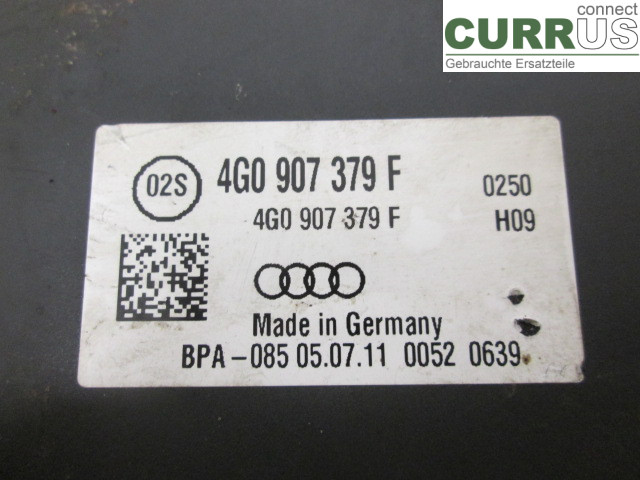 connect
CURRUS
Gebrauchte Ersatzteile
02S 4G0 907 379 F 0250
4G0 907 379 F H09
Made in Germany
BPA-085 05.07.11 0052 0639